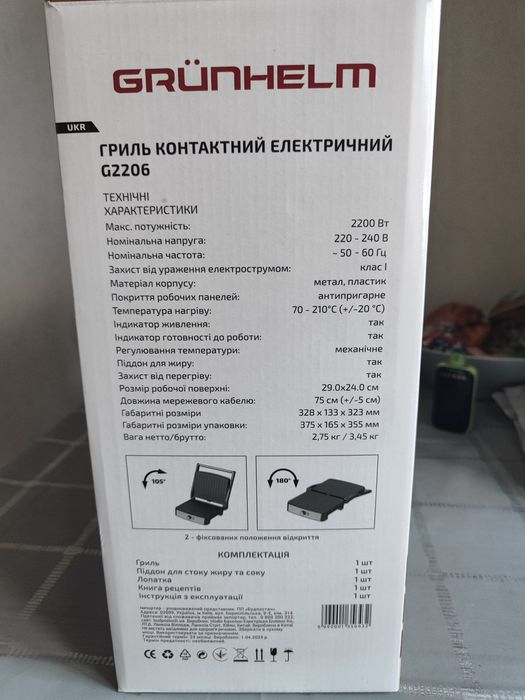 GRÜNHELM
UKR
ГРИЛЬ КОНТАКТНИЙ ЕЛЕКТРИЧНИЙ
G2206
ТЕХНІЧНІ
ХАРАКТЕРИСТИКИ
Макс. потужність: 2200 Вт
Номінальна напруга: 220 - 240 В
Номінальна частота: ~ 50 - 60 Гц
Захист від ураження електрострумом: клас I
Матеріал корпусу: метал, пластик
Покриття робочих панелей: антипригарне
Температура нагріву: 70 - 210°C (+/-20 °C)
Індикатор живлення: так
Індикатор готовності до роботи: так
Регулювання температури: механічне
Піддон для жиру: так
Захист від перегріву: так
Розмір робочої поверхні: 29.0х24.0 см
Довжина мережевого кабелю: 75 см (+/-5 см)
Габаритні розміри 328 х 133 х 323 мм
Габаритні розміри упаковки: 375 х 165 х 355 мм
Вага нетто/брутто: 2,75 кг / 3,45 кг
105° 180°
2 - фіксованих положення відкриття
КОМПЛЕКТАЦІЯ
Гриль 1 шт
Піддон для стоку жиру та соку 1 шт
Лопатка 1 шт
Книга рецептів 1 шт
Інструкція з експлуатації 1 шт
Імпортер - уповноважений представник: ПП «Будпостач».